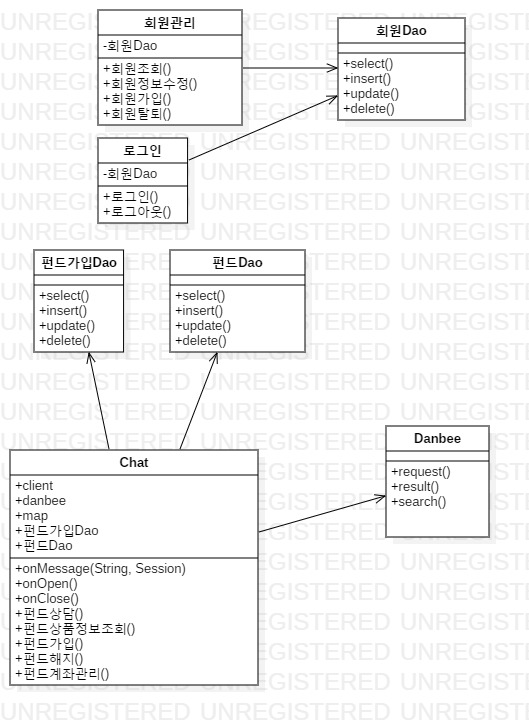 회원관리
-회원Dao
+회원조회()
+회원정보수정()
+회원가입()
+회원탈퇴()
회원Dao
+select()
+insert()
+update()
+delete()
로그인
-회원Dao
+로그인()
+로그아웃()
펀드가입Dao
+select()
+insert()
+update()
+delete()
펀드Dao
+select()
+insert()
+update()
+delete()
Chat
+client
+danbee
+map
+펀드가입Dao
+펀드Dao
+onMessage(String, Session)
+onOpen()
+onClose()
+펀드상담()
+펀드상품정보조회()
+펀드가입()
+펀드해지()
+펀드계좌관리()
Danbee
+request()
+result()
+search()
UNREGISTERED